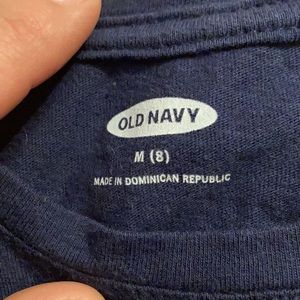 OLD NAVY
M (8)
MADE IN DOMINICAN REPUBLIC